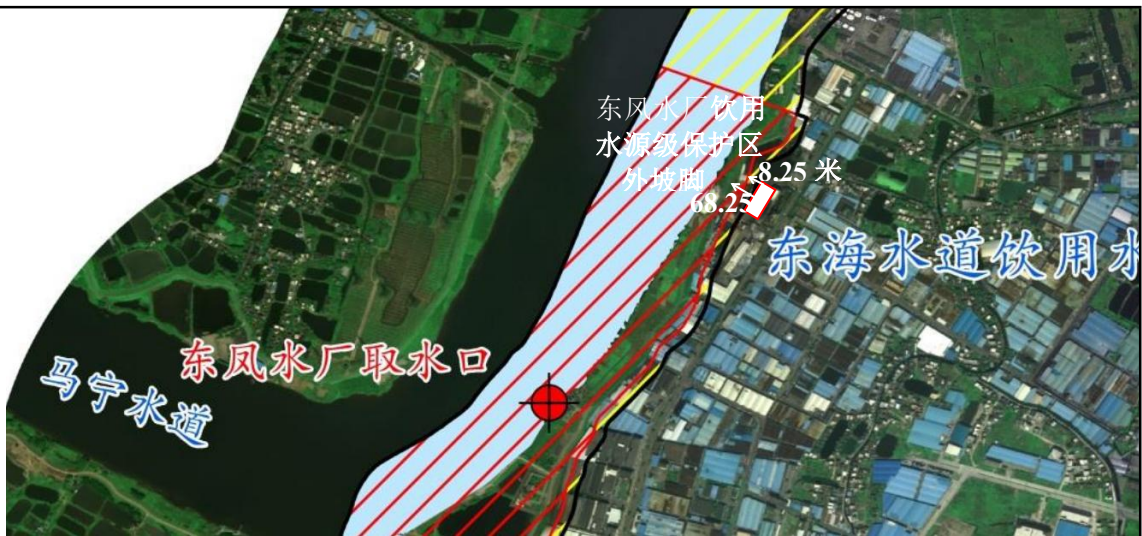 东风水厂饮用
水源级保护区
外坡脚
8.25 米
68.25
东海水道饮用水
东凤水厂取水口
马宁水道